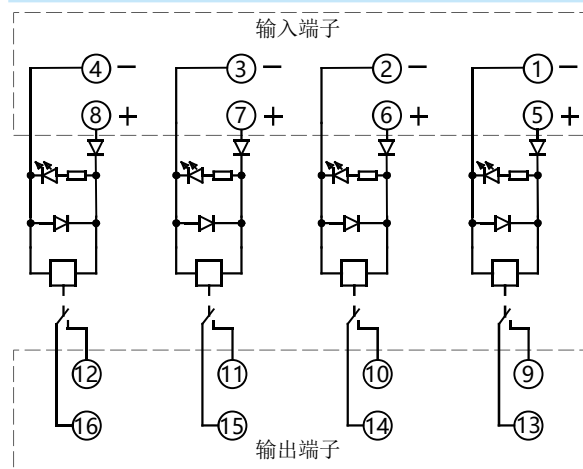 输入端子
④ − ③ − ② − ① −
⑧ + ⑦ + ⑥ + ⑤ +
⑫ ⑪ ⑩ ⑨
⑯ ⑮ ⑭ ⑬
输出端子